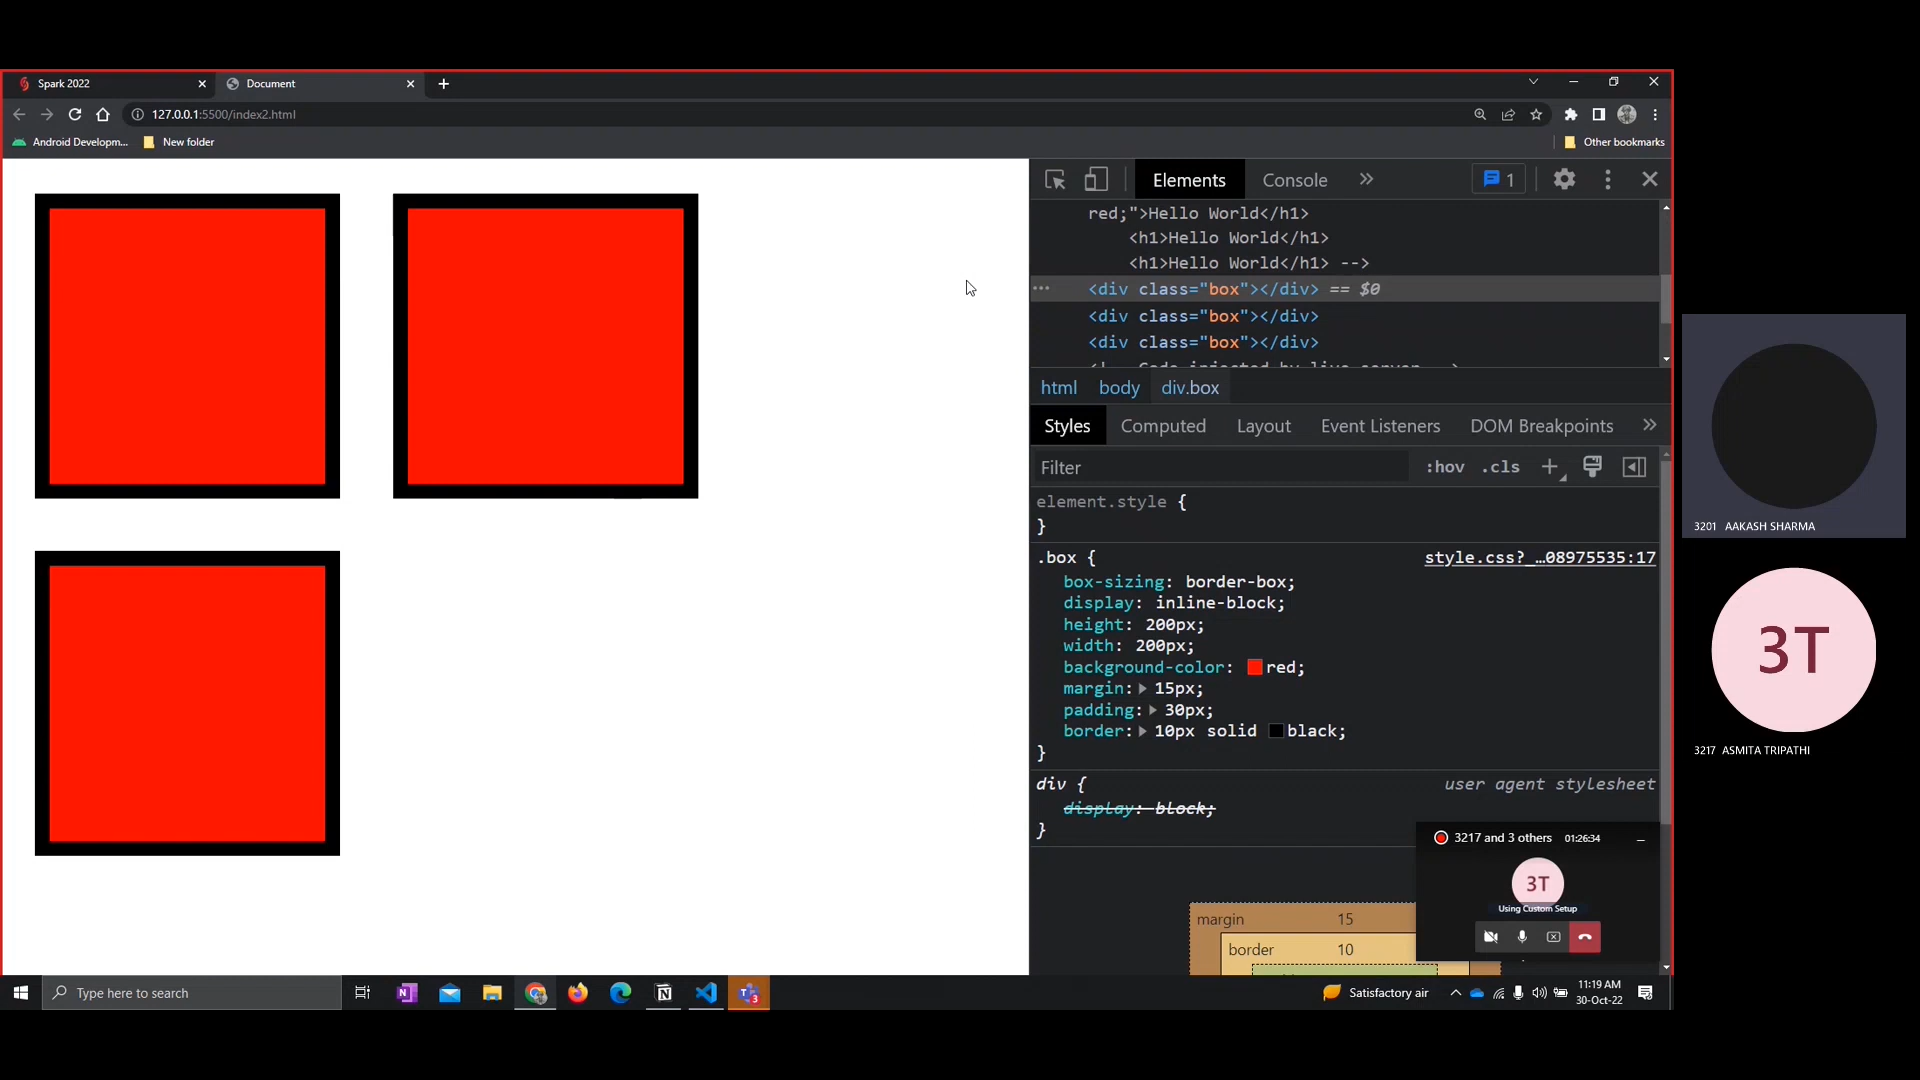 Spark 2022
Document
127.0.0.1:5500/index2.html
Android Developm...
New folder
Other bookmarks
Elements
Console
1
red;">Hello World</h1>
<h1>Hello World</h1>
<h1>Hello World</h1> -->
<div class="box"></div> == $0
<div class="box"></div>
<div class="box"></div>
html
body
div.box
Styles
Computed
Layout
Event Listeners
DOM Breakpoints
Filter
:hov
.cls
element.style {
}
.box {
style.css?_…08975535:17
box-sizing: border-box;
display: inline-block;
height: 200px;
width: 200px;
background-color: red;
margin: 15px;
padding: 30px;
border: 10px solid black;
}
div {
user agent stylesheet
display: block;
}
margin
15
border
10
3217 and 3 others
01:26:34
3T
Using Custom Setup
3201 AAKASH SHARMA
3T
3217 ASMITA TRIPATHI
Type here to search
Satisfactory air
11:19 AM
30-Oct-22